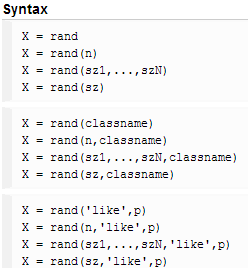 Syntax
X = rand
X = rand(n)
X = rand(sz1,...,szN)
X = rand(sz)
X = rand(classname)
X = rand(n,classname)
X = rand(sz1,...,szN,classname)
X = rand(sz,classname)
X = rand('like',p)
X = rand(n,'like',p)
X = rand(sz1,...,szN,'like',p)
X = rand(sz,'like',p)